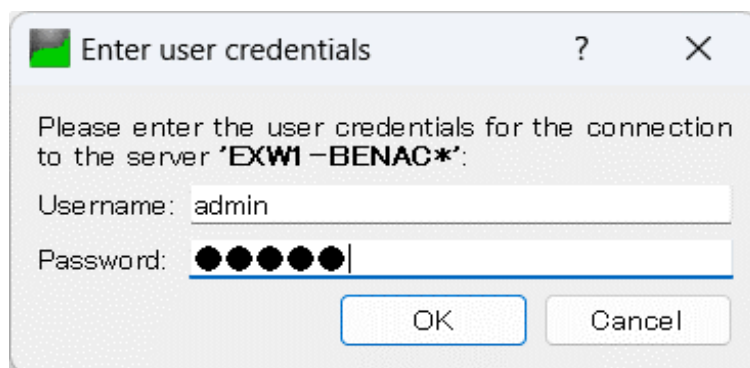 Enter user credentials
Please enter the user credentials for the connection
to the server 'EXW1-BENAC*':
Username: admin
Password: ●●●●●
OK Cancel